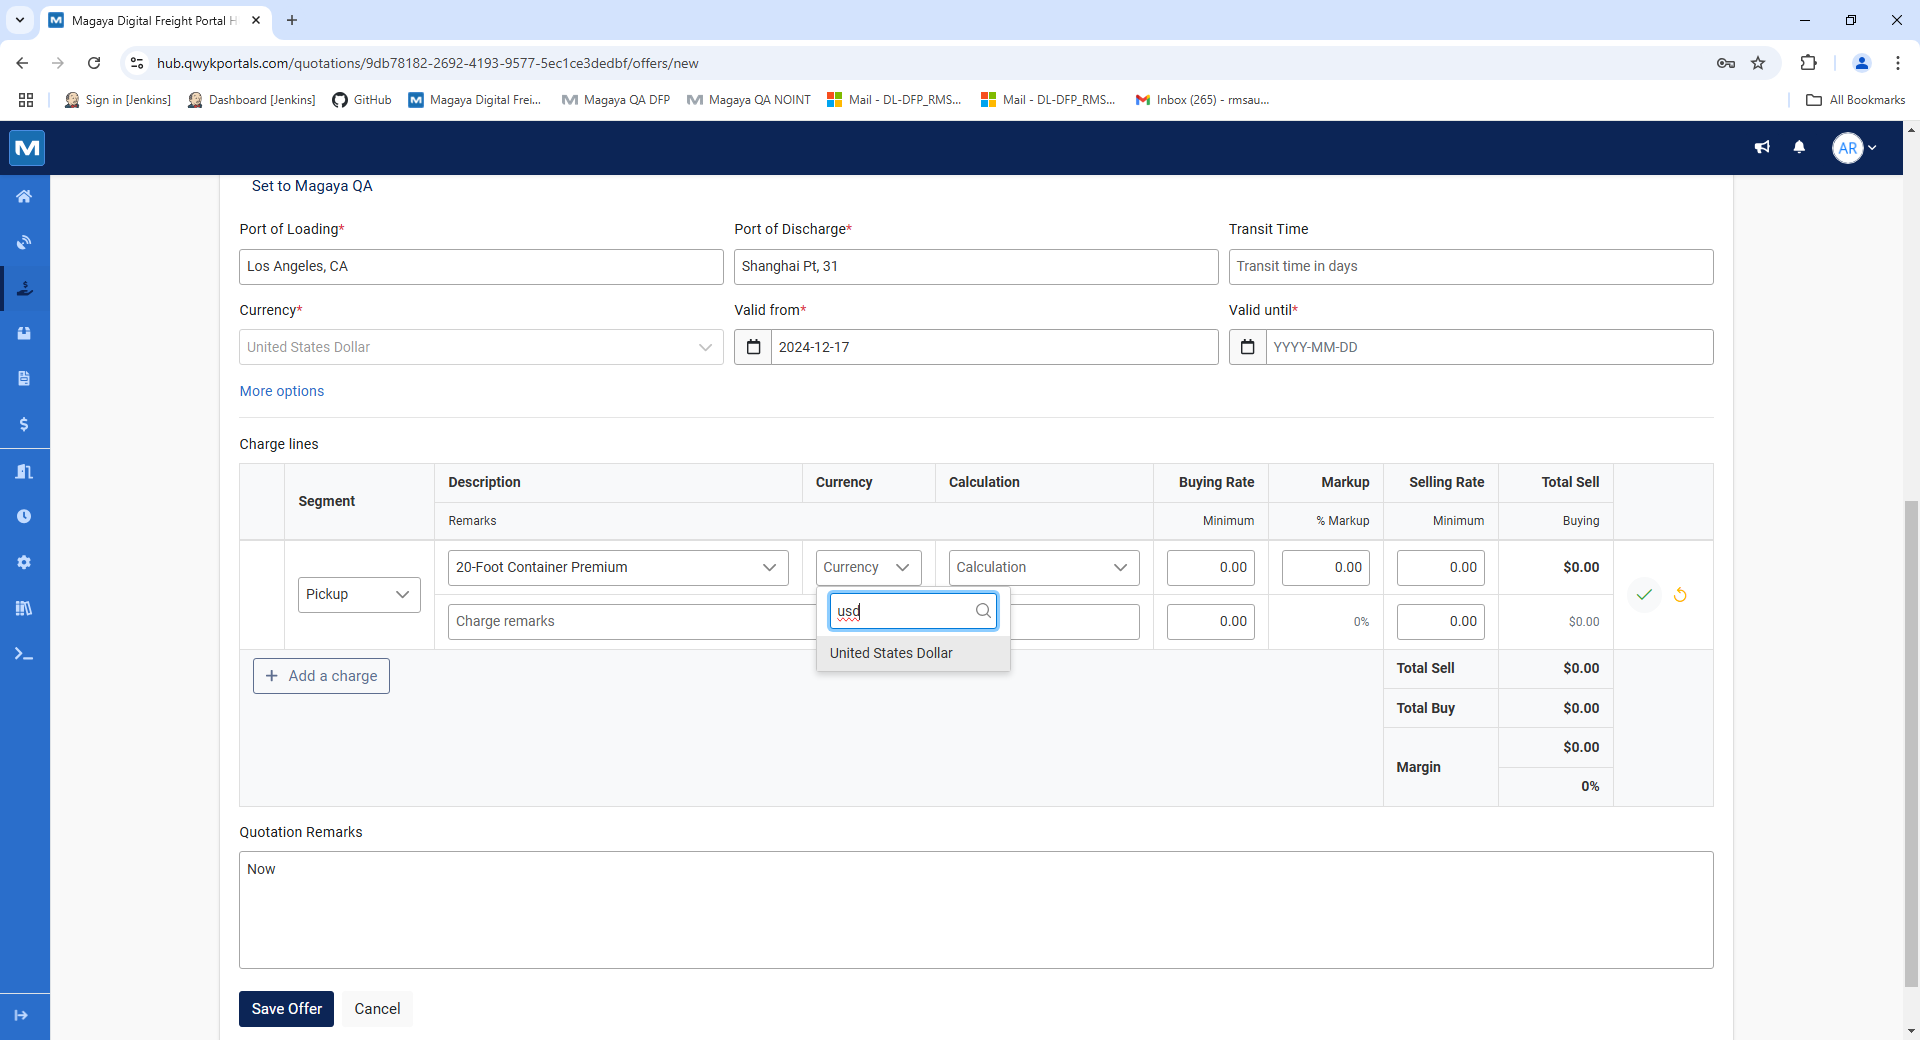 Magaya Digital Freight Portal H
hub.qwykportals.com/quotations/9db78182-2692-4193-9577-5ec1ce3dedbf/offers/new
Sign in [Jenkins]
Dashboard [Jenkins]
GitHub
Magaya Digital Frei...
Magaya QA DFP
Magaya QA NOINT
Mail - DL-DFP_RMS...
Mail - DL-DFP_RMS...
Inbox (265) - rmsau...
All Bookmarks
AR
Set to Magaya QA
Port of Loading*
Port of Discharge*
Transit Time
Los Angeles, CA
Shanghai Pt, 31
Transit time in days
Currency*
Valid from*
Valid until*
United States Dollar
2024-12-17
YYYY-MM-DD
More options
Charge lines
Segment
Description
Currency
Calculation
Buying Rate
Markup
Selling Rate
Total Sell
Remarks
Minimum
% Markup
Minimum
Buying
Pickup
20-Foot Container Premium
Currency
Calculation
0.00
0.00
0.00
$0.00
usd
Charge remarks
0.00
0%
0.00
$0.00
United States Dollar
Add a charge
Total Sell
$0.00
Total Buy
$0.00
Margin
$0.00
0%
Quotation Remarks
Now
Save Offer
Cancel